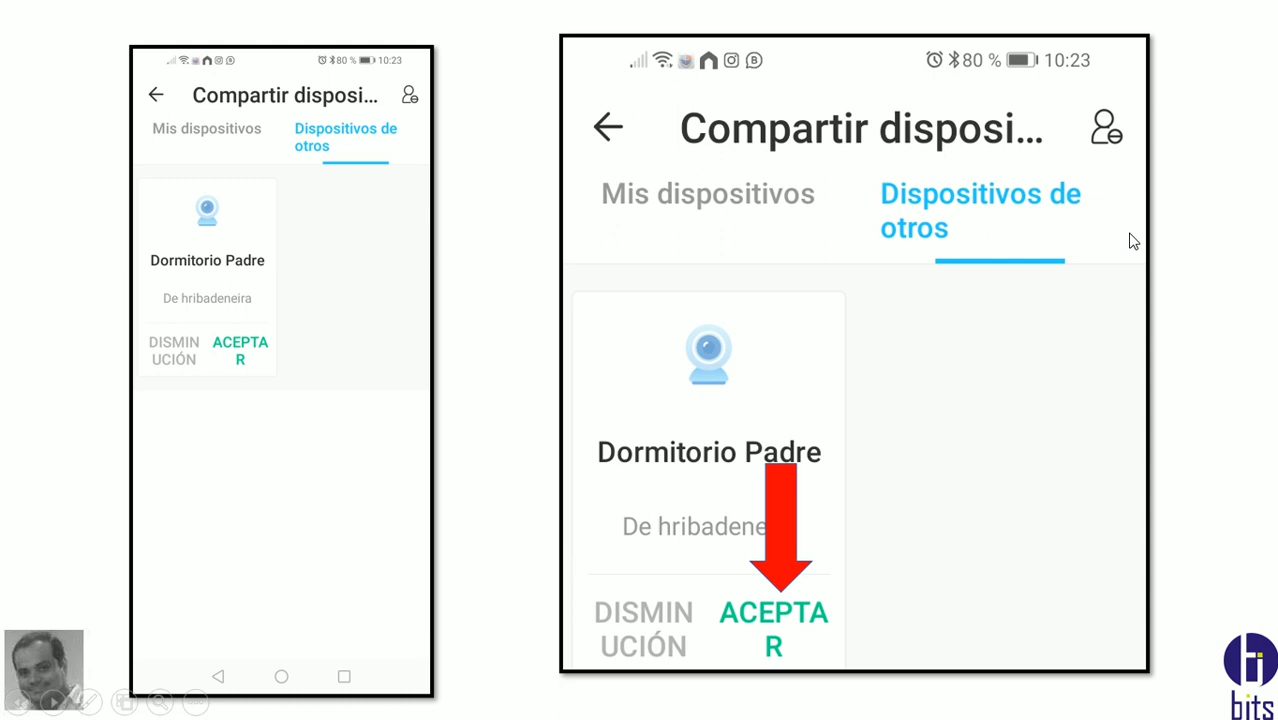 80 % 10:23
Compartir disposi...
Mis dispositivos
Dispositivos de
otros
Dormitorio Padre
De hribadeneira
DISMIN
UCIÓN
ACEPTA
R
80 % 10:23
Compartir disposi...
Mis dispositivos
Dispositivos de
otros
Dormitorio Padre
De hribadene
DISMIN
UCIÓN
ACEPTA
R
bits